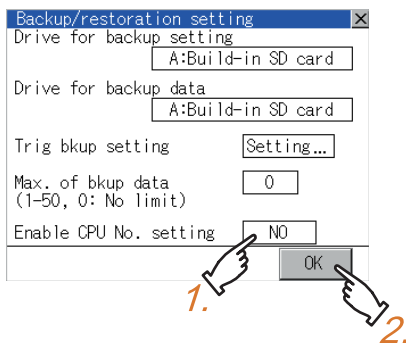 Backup/restoration setting
Drive for backup setting
A:Build-in SD card
Drive for backup data
A:Build-in SD card
Trig bkup setting Setting...
Max. of bkup data 0
(1-50, 0: No limit)
Enable CPU No. setting NO
OK
1.
2.